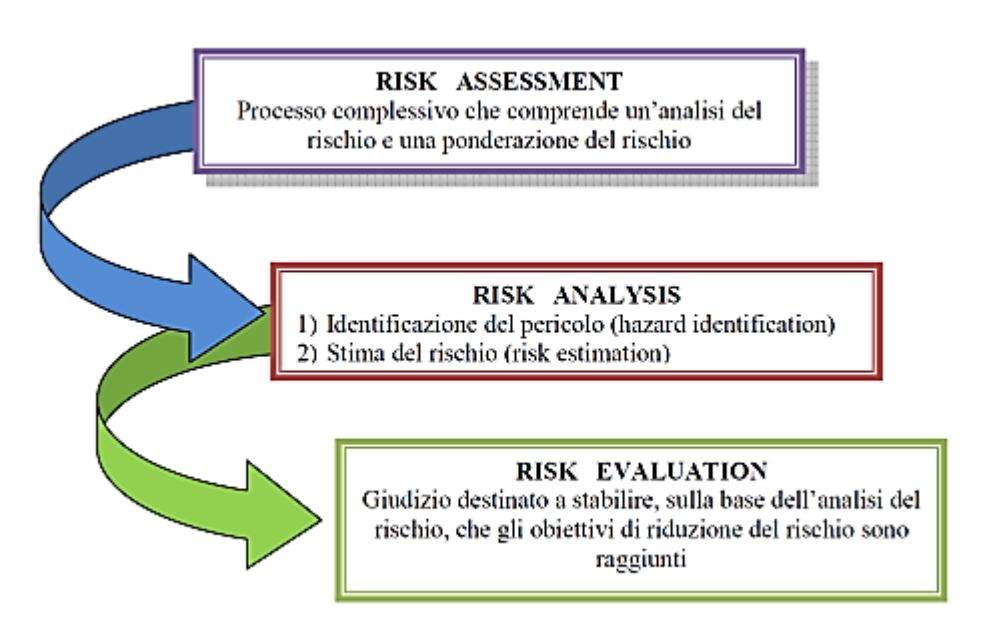 RISK ASSESSMENT
Processo complessivo che comprende un'analisi del
rischio e una ponderazione del rischio
RISK ANALYSIS
1) Identificazione del pericolo (hazard identification)
2) Stima del rischio (risk estimation)
RISK EVALUATION
Giudizio destinato a stabilire, sulla base dell'analisi del
rischio, che gli obiettivi di riduzione del rischio sono
raggiunti